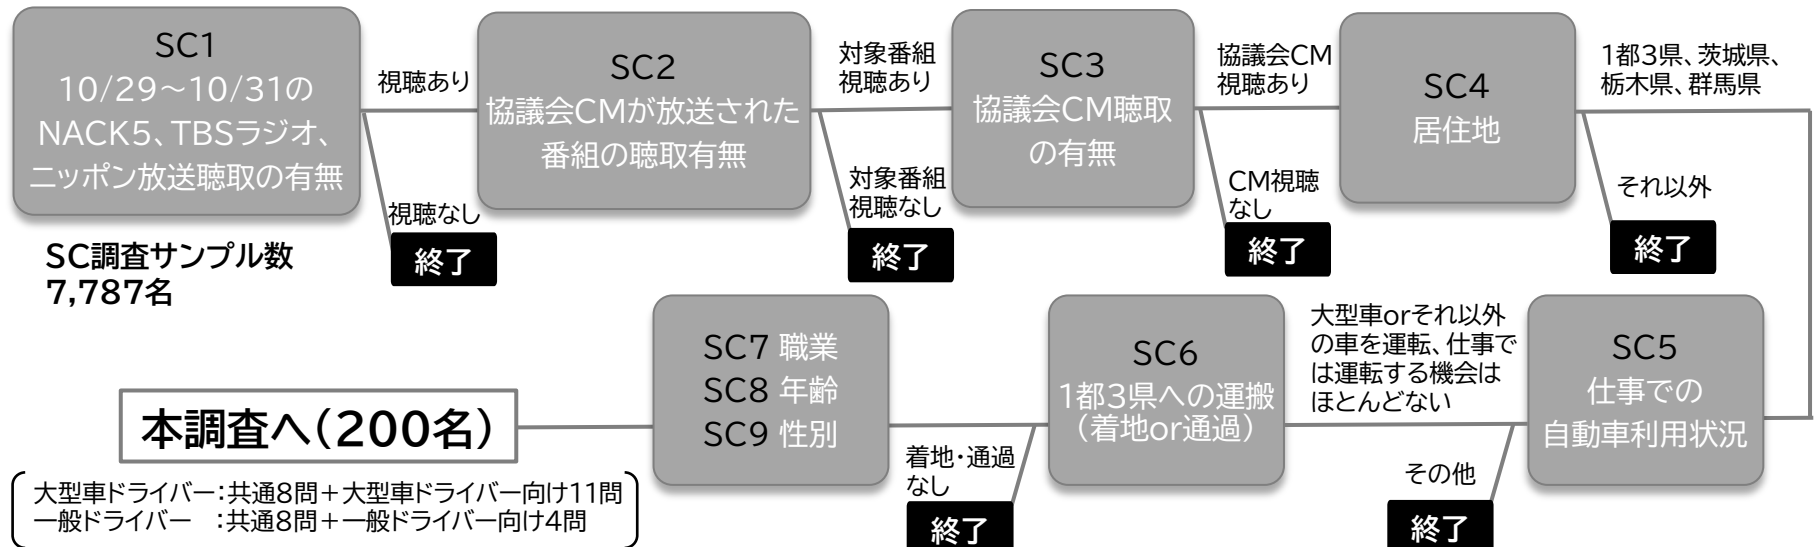 SC1
10/29～10/31の
NACK5、TBSラジオ、
ニッポン放送聴取の有無
視聴あり
視聴なし
終了
SC調査サンプル数
7,787名
SC2
協議会CMが放送された
番組の聴取有無
対象番組
視聴あり
対象番組
視聴なし
終了
SC3
協議会CM聴取
の有無
協議会CM
視聴あり
CM視聴
なし
終了
SC4
居住地
1都3県、茨城県、
栃木県、群馬県
それ以外
終了
SC5
仕事での
自動車利用状況
大型車orそれ以外
の車を運転、仕事で
は運転する機会は
ほとんどない
その他
終了
SC6
1都3県への運搬
（着地or通過）
着地・通過
なし
終了
SC7 職業
SC8 年齢
SC9 性別
本調査へ（200名）
大型車ドライバー：共通8問＋大型車ドライバー向け11問
一般ドライバー　：共通8問＋一般ドライバー向け4問